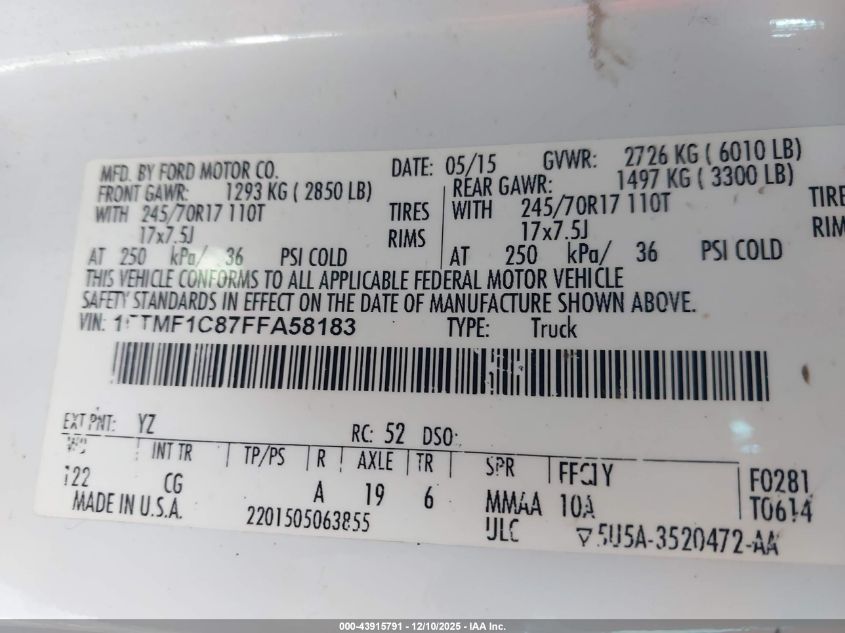 MFD. BY FORD MOTOR CO. DATE: 05/15 GVWR: 2726 KG ( 6010 LB)
FRONT GAWR: 1293 KG ( 2850 LB) REAR GAWR: 1497 KG ( 3300 LB)
WITH 245/70R17 110T TIRES WITH 245/70R17 110T TIRE
17x7.5J RIMS 17x7.5J RIM
AT 250 kPa/ 36 PSI COLD AT 250 kPa/ 36 PSI COLD
THIS VEHICLE CONFORMS TO ALL APPLICABLE FEDERAL MOTOR VEHICLE
SAFETY STANDARDS IN EFFECT ON THE DATE OF MANUFACTURE SHOWN ABOVE.
VIN: 1FTMF1C87FFA58183 TYPE: Truck
EXT PNT: YZ RC: 52 DSO:
INT TR TP/PS R AXLE TR SPR
122 CG A 19 6 MMAA 10A F0281
MADE IN U.S.A. 2201505063855 ULC ▽5U5A-3520472-AA T0614
000-43915791 - 12/10/2025 - IAA Inc.